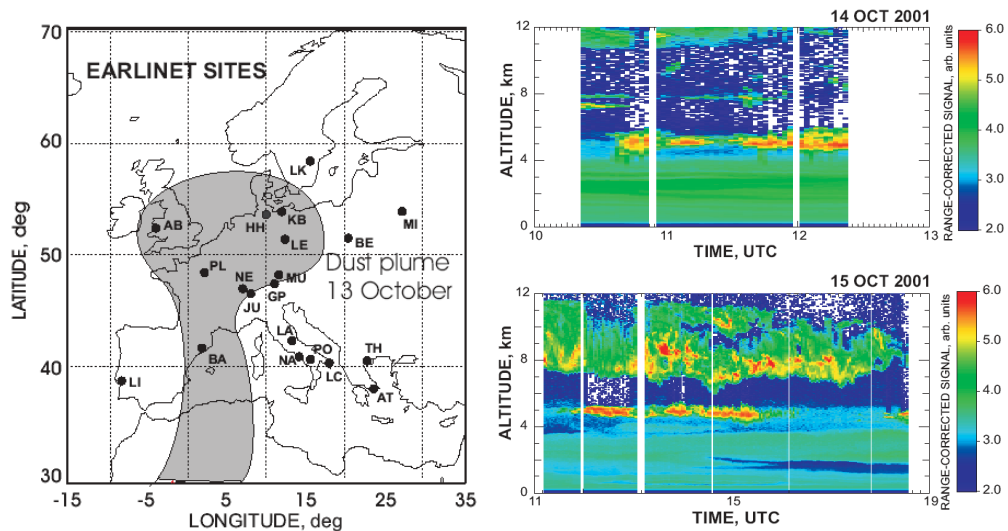 EARLINET SITES
LK
AB
HH
KB
MI
LE
BE
PL
NE
MU
Dust plume
GP
13 October
JU
LA
PO
TH
BA
NA
LC
LI
AT
LATITUDE, deg
70
60
50
40
30
-15
-5
5
15
25
35
LONGITUDE, deg
14 OCT 2001
ALTITUDE, km
12
8
4
0
10
11
12
13
TIME, UTC
RANGE-CORRECTED SIGNAL, arb. units
6.0
5.0
4.0
3.0
2.0
15 OCT 2001
ALTITUDE, km
12
8
4
0
11
15
19
TIME, UTC
RANGE-CORRECTED SIGNAL, arb. units
6.0
5.0
4.0
3.0
2.0